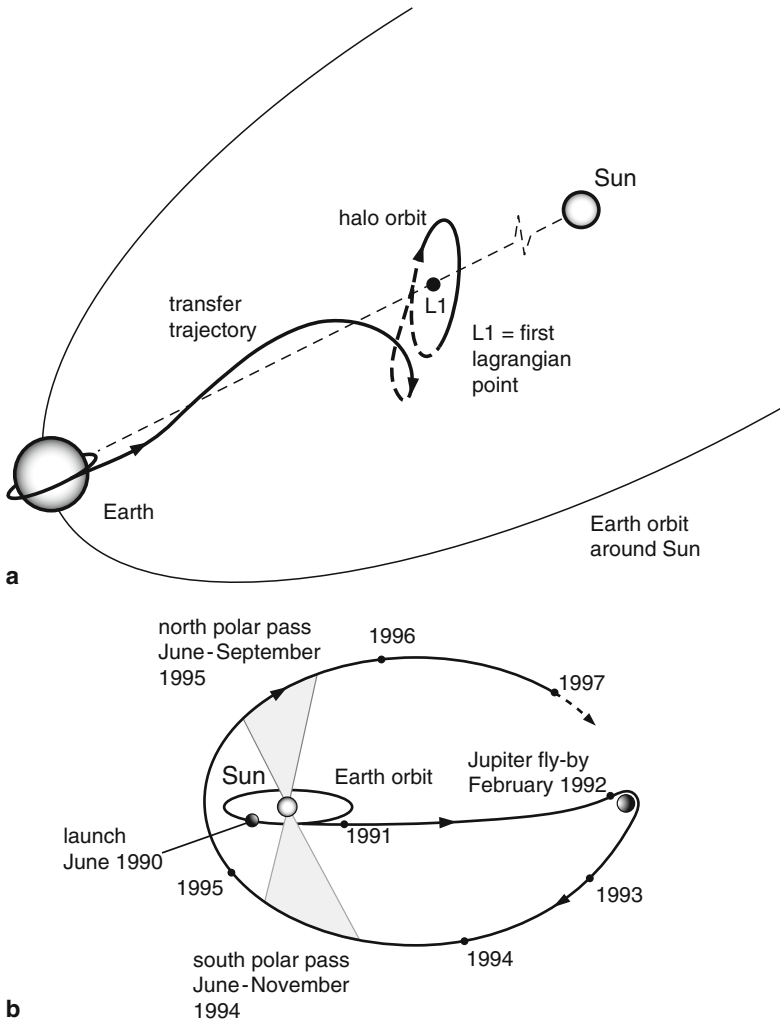 Sun
halo orbit
L1
transfer
trajectory
L1 = first
lagrangian
point
Earth
Earth orbit
around Sun
a
north polar pass
June-September
1995
1996
1997
Sun
Earth orbit
Jupiter fly-by
February 1992
launch
June 1990
1991
1995
1993
1994
south polar pass
June-November
1994
b